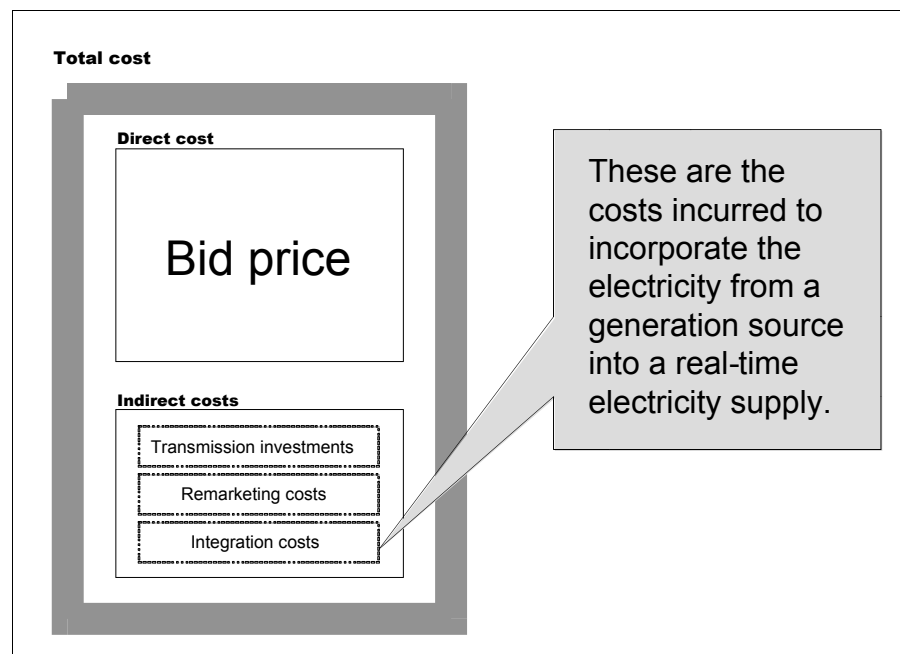 Total cost
Direct cost
Bid price
Indirect costs
Transmission investments
Remarketing costs
Integration costs
These are the
costs incurred to
incorporate the
electricity from a
generation source
into a real-time
electricity supply.